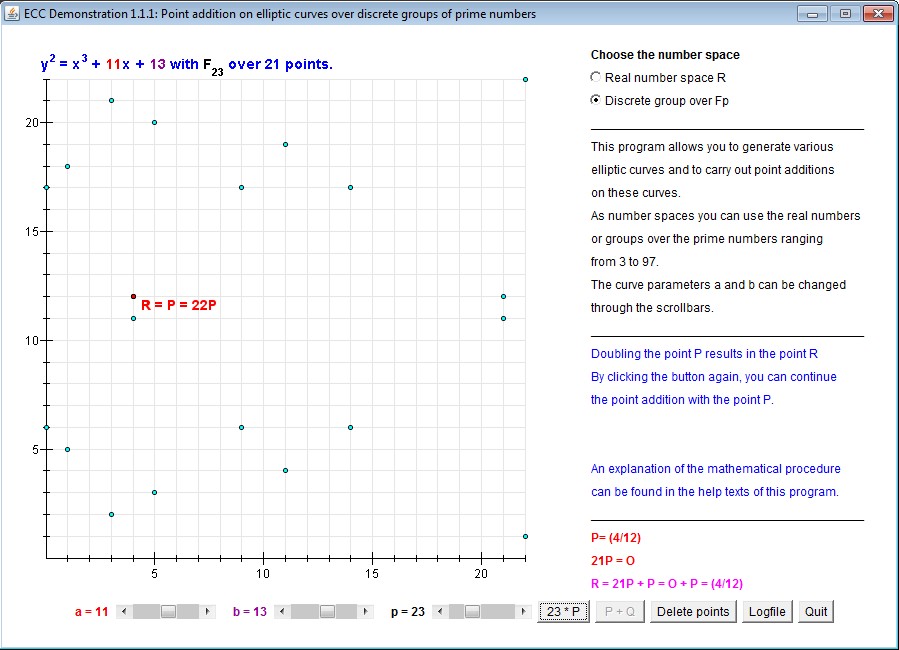 ECC Demonstration 1.1.1: Point addition on elliptic curves over discrete groups of prime numbers
y² = x³ + 11x + 13 with F₂₃ over 21 points.
20
15
10
5
R = P = 22P
5
10
15
20
Choose the number space
Real number space R
Discrete group over Fp
This program allows you to generate various
elliptic curves and to carry out point additions
on these curves.
As number spaces you can use the real numbers
or groups over the prime numbers ranging
from 3 to 97.
The curve parameters a and b can be changed
through the scrollbars.
Doubling the point P results in the point R
By clicking the button again, you can continue
the point addition with the point P.
An explanation of the mathematical procedure
can be found in the help texts of this program.
P= (4/12)
21P = O
R = 21P + P = O + P = (4/12)
a = 11
b = 13
p = 23
23 * P
P + Q
Delete points
Logfile
Quit